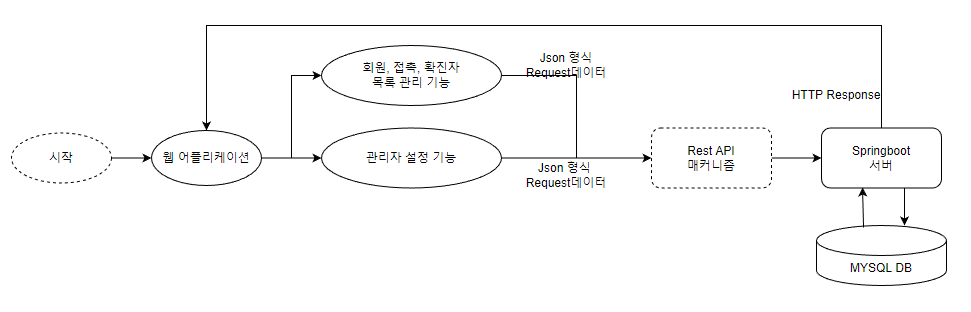 시작
웹 어플리케이션
회원, 접촉, 확진자
목록 관리 기능
관리자 설정 기능
Json 형식
Request데이터
Json 형식
Request데이터
Rest API
매커니즘
HTTP Response
Springboot
서버
MYSQL DB